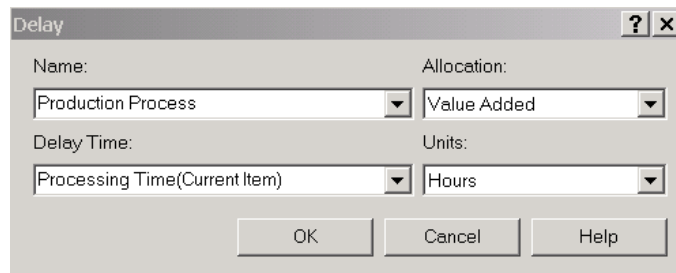 Delay
? x
Name: Allocation:
Production Process Value Added
Delay Time: Units:
Processing Time(Current Item) Hours
OK Cancel Help